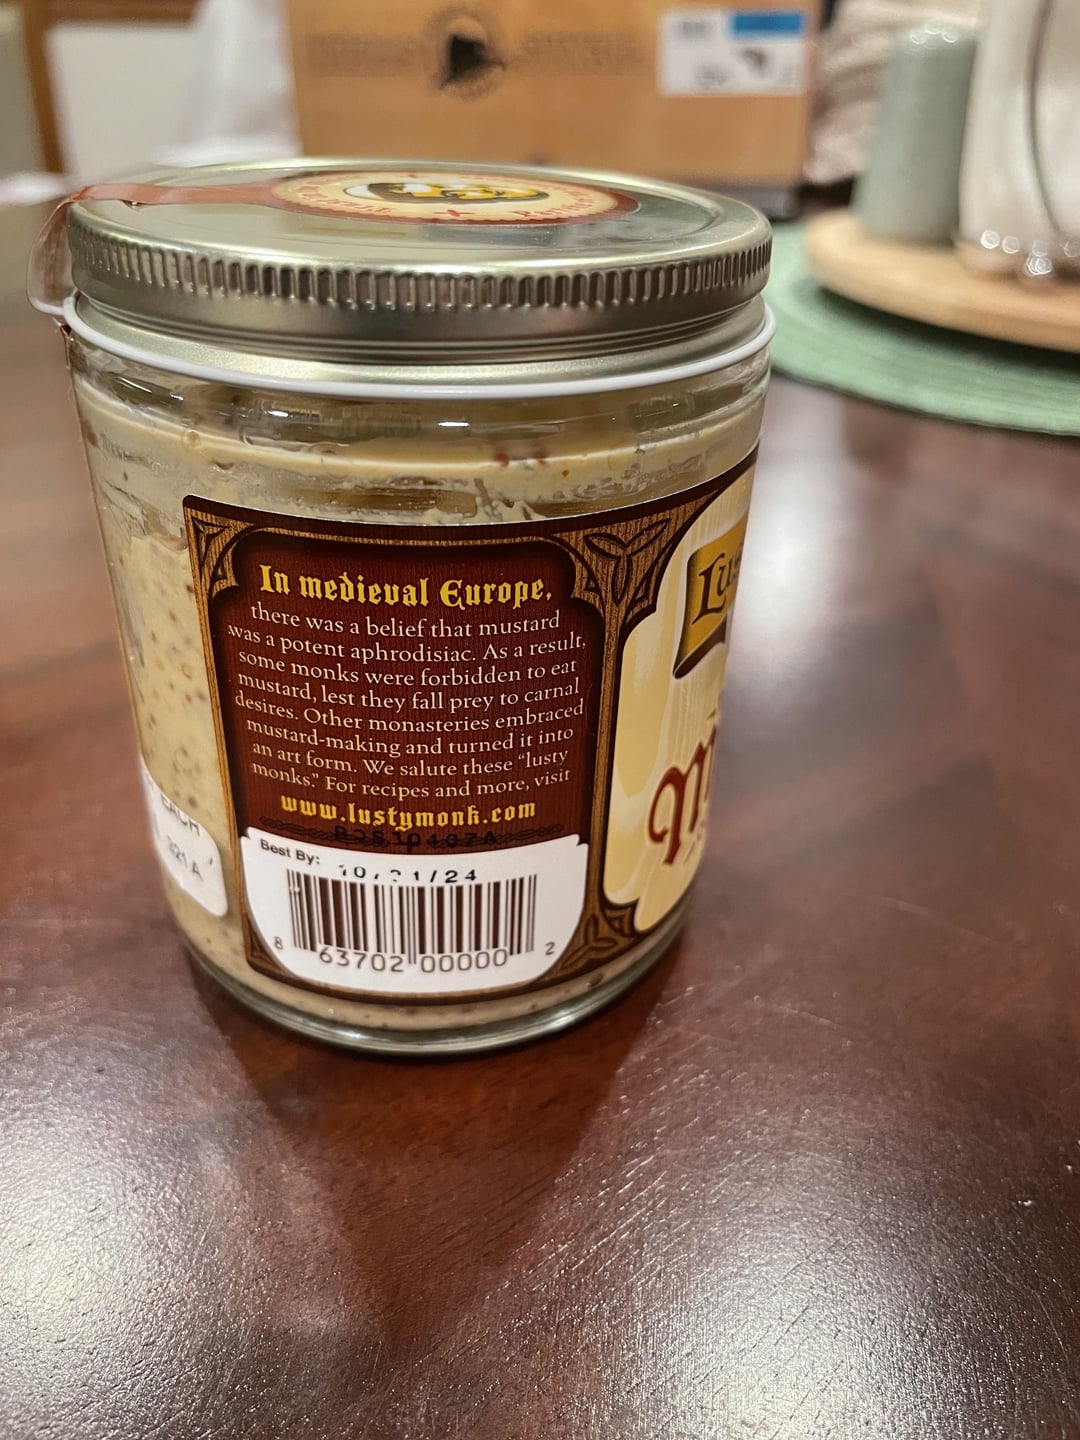 In medieval Europe,
there was a belief that mustard
was a potent aphrodisiac. As a result,
some monks were forbidden to eat
mustard, lest they fall prey to carnal
desires. Other monasteries embraced
mustard-making and turned it into
an art form. We salute these "lusty
monks." For recipes and more, visit
www.lustymonk.com
Best By:
8 63702 00000 2
EACH
321A
Lus
M